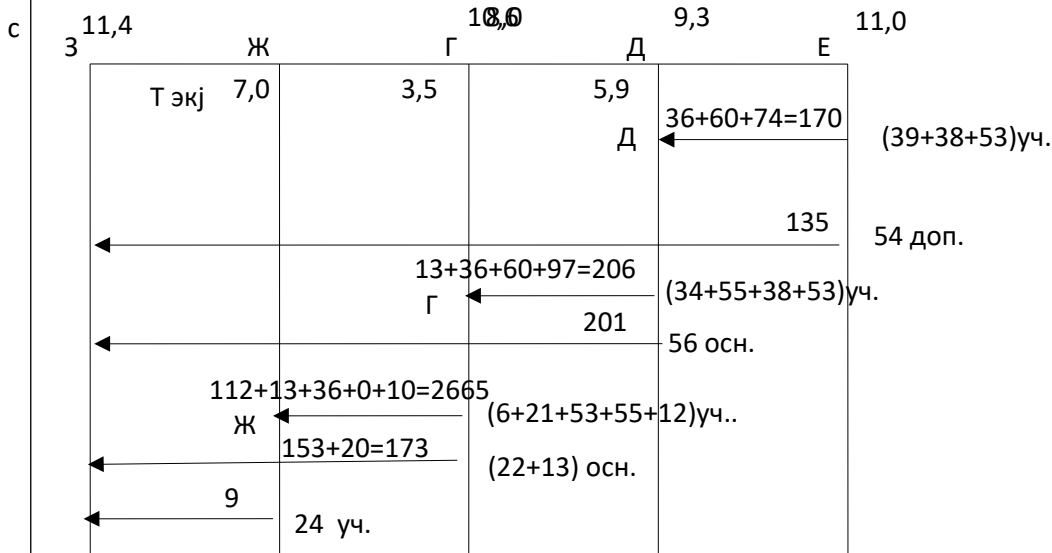 с 11,4 9,3 11,0
З Ж Г Д Е
Т экј 7,0 3,5 5,9
36+60+74=170
Д (39+38+53)уч.
135
54 доп.
13+36+60+97=206
Г (34+55+38+53)уч.
201
56 осн.
112+13+36+0+10=2665
Ж (6+21+53+55+12)уч..
153+20=173
(22+13) осн.
9
24 уч.